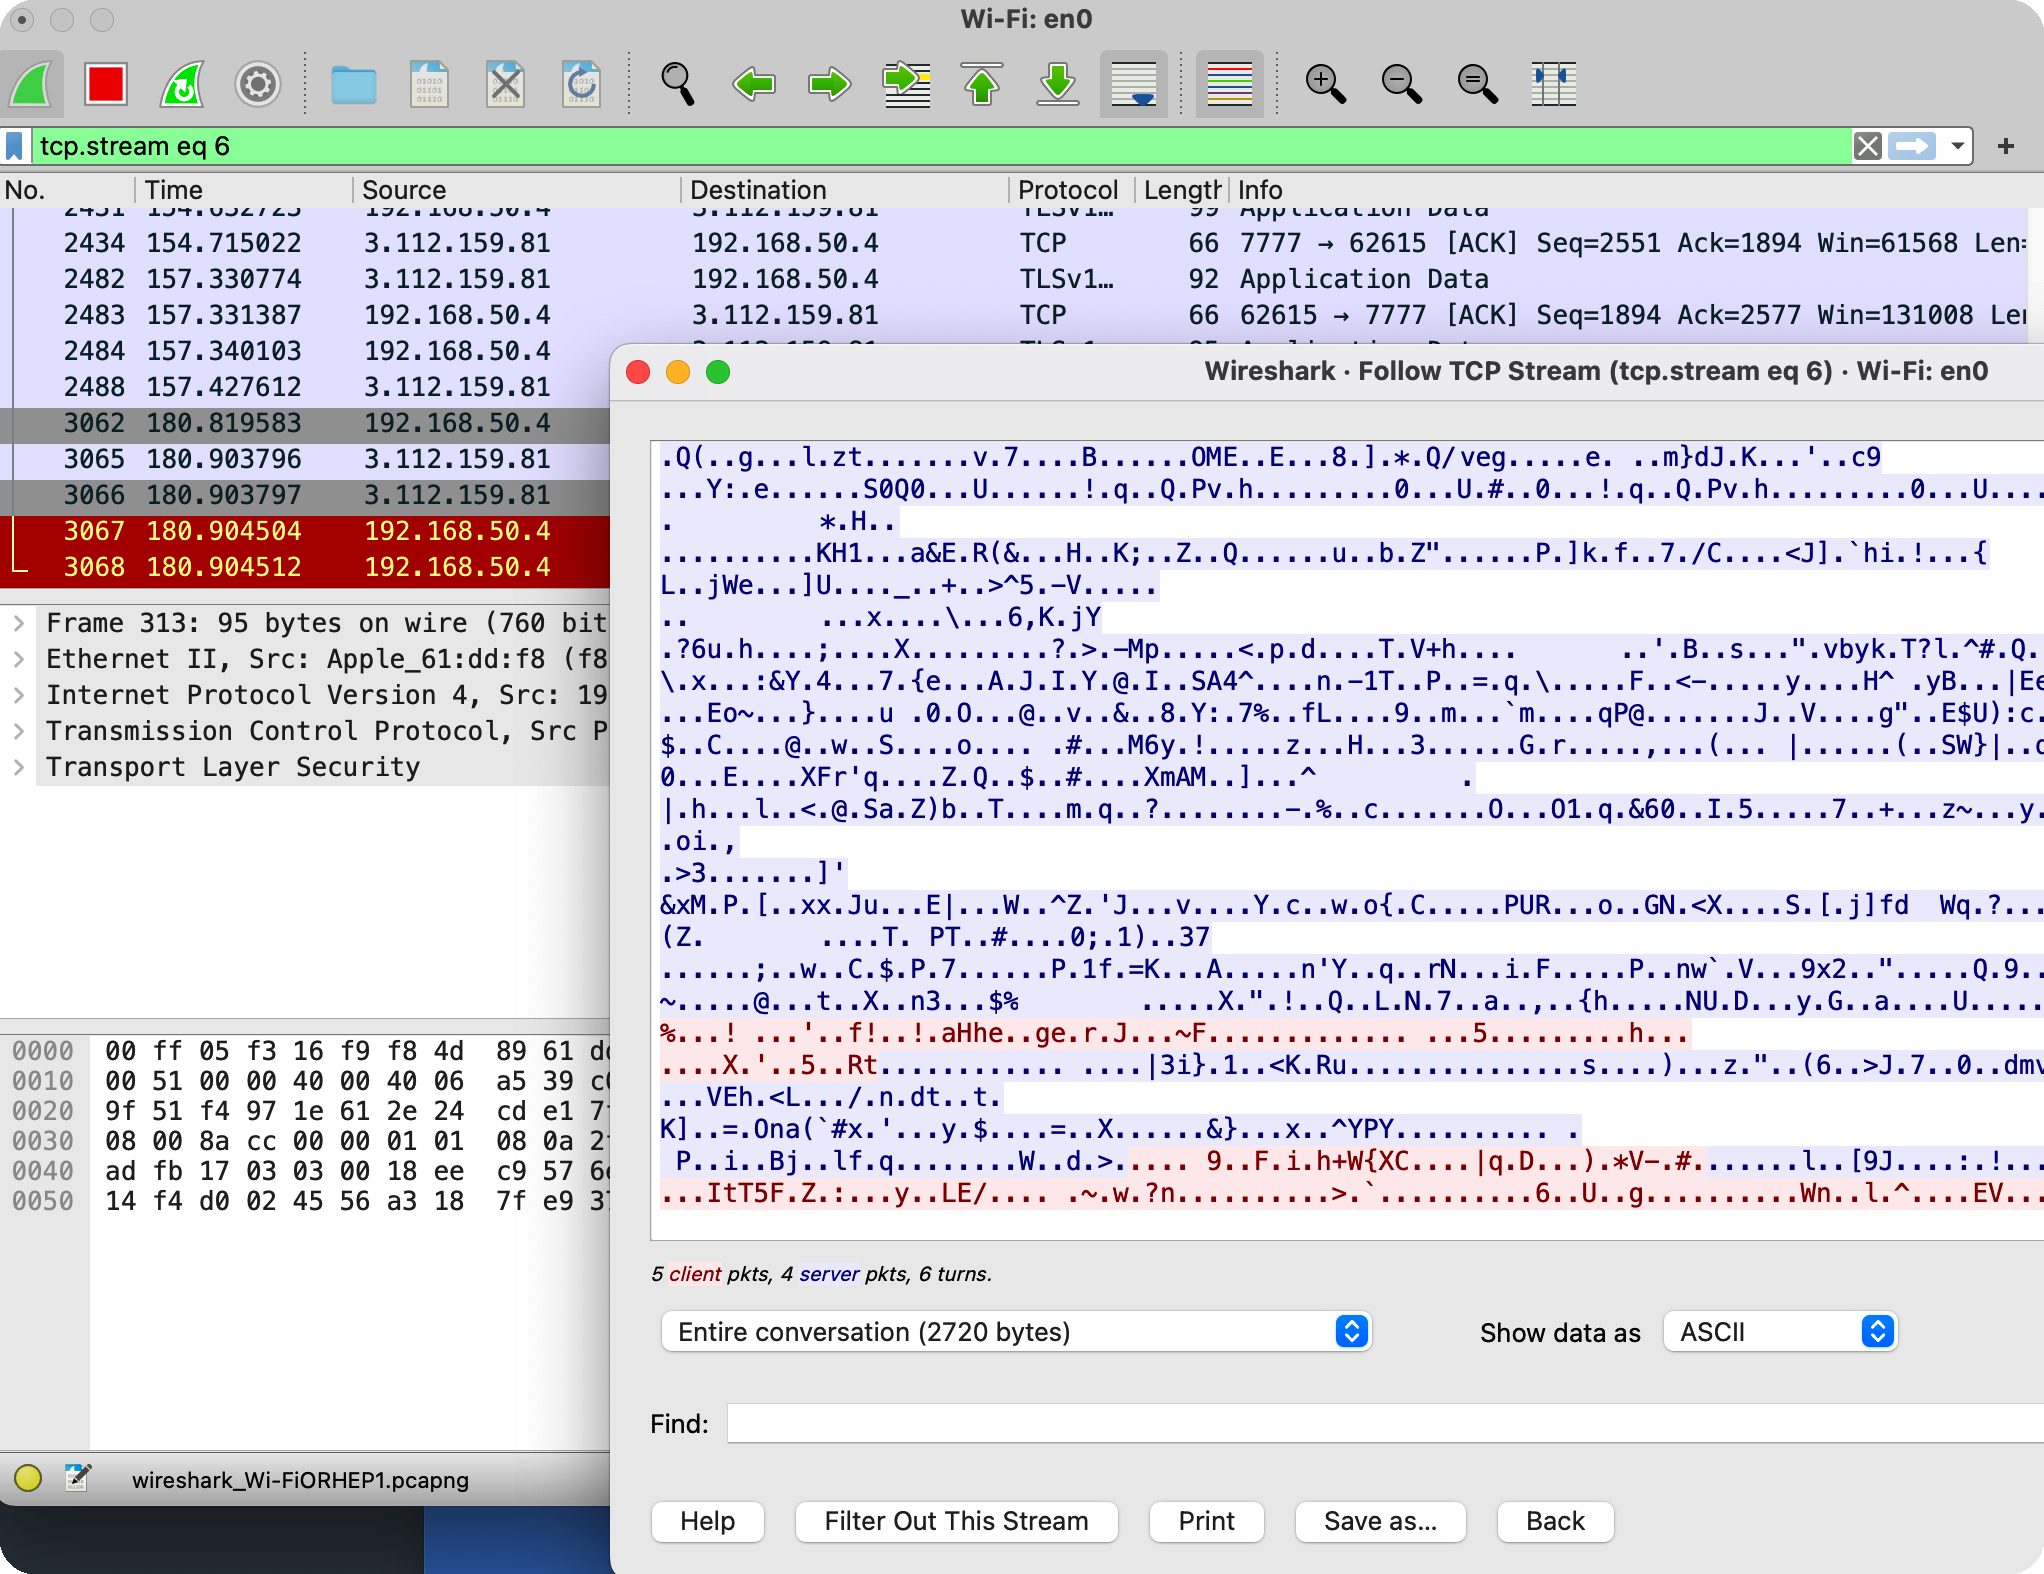 Wi-Fi: en0
tcp.stream eq 6
No. Time Source Destination Protocol Length Info
2431 154.632723 192.168.50.4 3.112.159.81 TLSv1… 99 Application Data
2434 154.715022 3.112.159.81 192.168.50.4 TCP 66 7777 → 62615 [ACK] Seq=2551 Ack=1894 Win=61568 Len=
2482 157.330774 3.112.159.81 192.168.50.4 TLSv1… 92 Application Data
2483 157.331387 192.168.50.4 3.112.159.81 TCP 66 62615 → 7777 [ACK] Seq=1894 Ack=2577 Win=131008 Le
2484 157.340103 192.168.50.4
2488 157.427612 3.112.159.81
3062 180.819583 192.168.50.4
3065 180.903796 3.112.159.81
3066 180.903797 3.112.159.81
3067 180.904504 192.168.50.4
3068 180.904512 192.168.50.4
Frame 313: 95 bytes on wire (760 bit
Ethernet II, Src: Apple_61:dd:f8 (f8
Internet Protocol Version 4, Src: 19
Transmission Control Protocol, Src P
Transport Layer Security
0000 00 ff 05 f3 16 f9 f8 4d 89 61 d
0010 00 51 00 00 40 00 40 06 a5 39 c
0020 9f 51 f4 97 1e 61 2e 24 cd e1 7
0030 08 00 8a cc 00 00 01 01 08 0a 2
0040 ad fb 17 03 03 00 18 ee c9 57 6
0050 14 f4 d0 02 45 56 a3 18 7f e9 3
wireshark_Wi-FiORHEP1.pcapng
Wireshark · Follow TCP Stream (tcp.stream eq 6) · Wi-Fi: en0
.Q(..g...l.zt.......v.7....B......OME..E...8.].*.Q/veg.....e. ..m}dJ.K...'..c9
...Y:.e......S0Q0...U......!.q..Q.Pv.h.........0...U.#..0...!.q..Q.Pv.h.........0...U....
. *.H..
..........KH1...a&E.R(&...H..K;..Z..Q......u..b.Z"......P.]k.f..7./C....<J].`hi.!...{
L..jWe...]U...._..+..>^5.-V.....
.. ...x....\...6,K.jY
.?6u.h....;....X.........?.>.-Mp.....<.p.d....T.V+h.... ..'.B..s...".vbyk.T?l.^#.Q.
\.x...:&Y.4...7.{e...A.J.I.Y.@.I..SA4^....n.-1T..P..=.q.\.....F..<-.....y....H^ .yB...|Ee
...Eo~...}....u .0.O...@..v..&..8.Y:.7%..fL....9..m...`m....qP@.......J..V....g"..E$U):c.
$..C....@..w..S....o.... .#...M6y.!.....z...H...3......G.r.....,...(... |......(..SW}|..
0...E....XFr'q....Z.Q..$..#....XmAM..]...^ .
|.h...l..<.@.Sa.Z)b..T....m.q..?........-.%..c.......O...O1.q.&60..I.5.....7..+...z~...y.
.oi.,
.>3.......]'
&xM.P.[..xx.Ju...E|...W..^Z.'J...v....Y.c..w.o{.C.....PUR...o..GN.<X....S.[.j]fd Wq.?...
(Z. ....T. PT..#....0;.1)..37
......;..w..C.$.P.7......P.1f.=K...A.....n'Y..q..rN...i.F.....P..nw`.V...9x2..".....Q.9..
~.....@...t..X..n3...$% .....X.".!..Q..L.N.7..a..,..{h.....NU.D...y.G..a....U.....
%...! ...'..f!..!.aHhe..ge.r.J...~F............. ...5.........h...
....X.'..5..Rt............ ....|3i}.1..<K.Ru...............s....)...z."..(6..>J.7..0..dmv
...VEh.<L.../.n.dt..t.
K]..=.Ona(`#x.'...y.$....=..X......&}...x..^YPY.......... .
P..i..Bj..lf.q........W..d.>..... 9..F.i.h+W{XC....|q.D...).*V-.#.......l..[9J....:.!...
...ItT5F.Z.:...y..LE/.... .~.w.?n..........>.`..........6..U..g..........Wn..l.^....EV...
5 client pkts, 4 server pkts, 6 turns.
Entire conversation (2720 bytes) Show data as ASCII
Find:
Help Filter Out This Stream Print Save as… Back